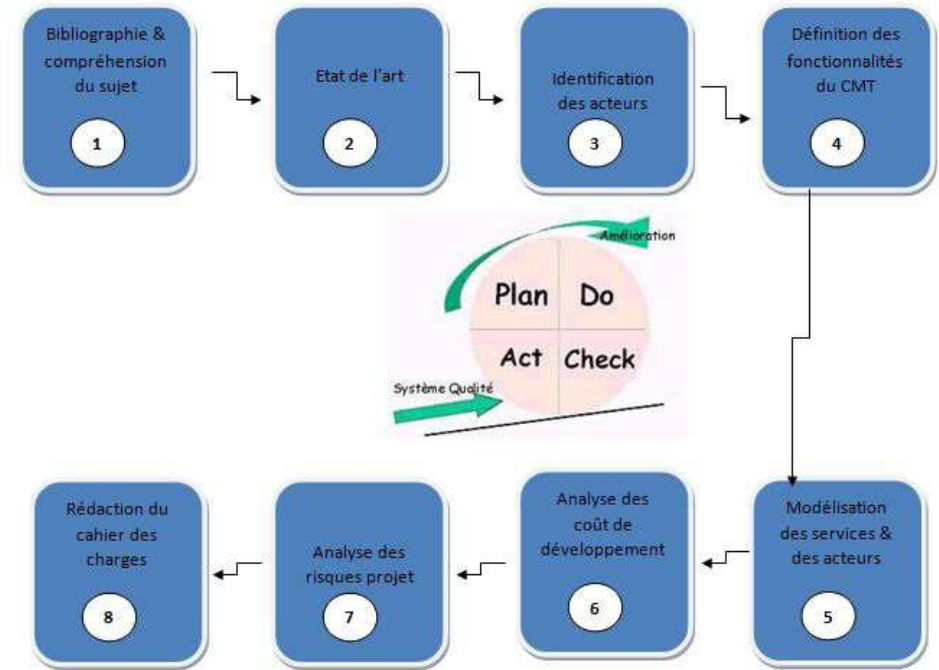 Bibliographie &
compréhension
du sujet
1
Etat de l'art
2
Identification
des acteurs
3
Définition des
fonctionnalités
du CMT
4
Amélioration
Plan Do
Act Check
Système Qualité
Modélisation
des services &
des acteurs
5
Analyse des
coût de
développement
6
Analyse des
risques projet
7
Rédaction du
cahier des
charges
8